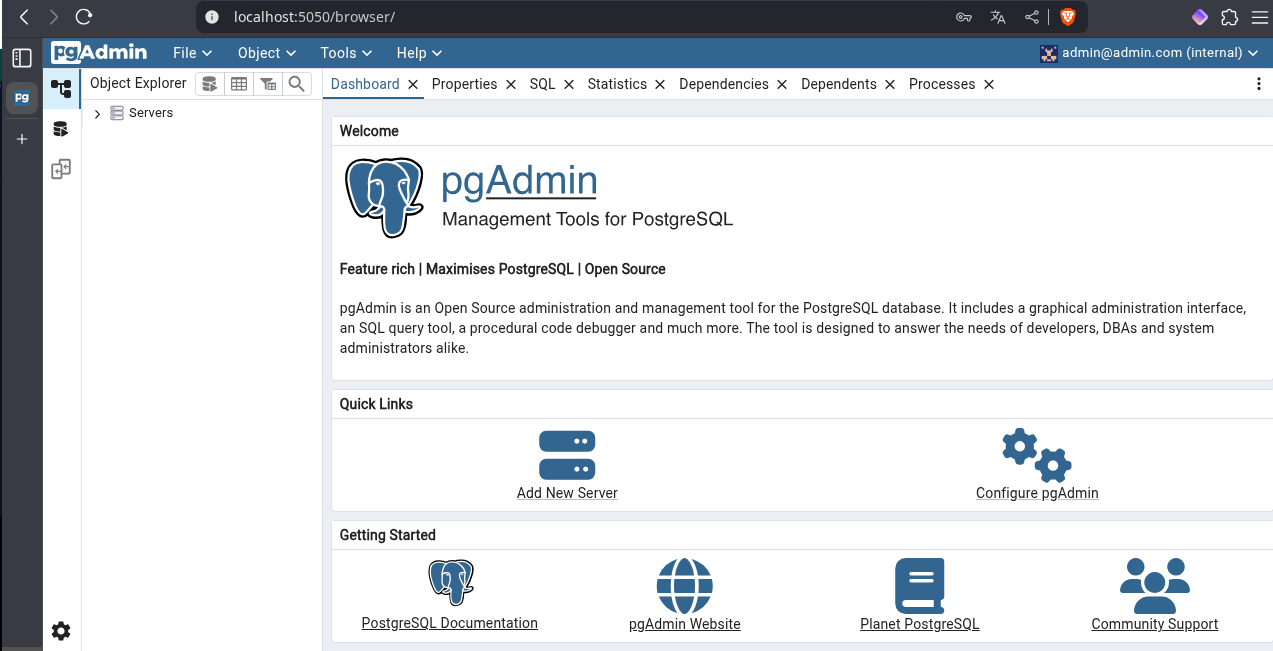 localhost:5050/browser/
pgAdmin File Object Tools Help admin@admin.com (internal)
pg
Object Explorer
Servers
Dashboard Properties SQL Statistics Dependencies Dependents Processes
Welcome
pgAdmin
Management Tools for PostgreSQL
Feature rich | Maximises PostgreSQL | Open Source
pgAdmin is an Open Source administration and management tool for the PostgreSQL database. It includes a graphical administration interface,
an SQL query tool, a procedural code debugger and much more. The tool is designed to answer the needs of developers, DBAs and system
administrators alike.
Quick Links
Add New Server Configure pgAdmin
Getting Started
PostgreSQL Documentation pgAdmin Website Planet PostgreSQL Community Support